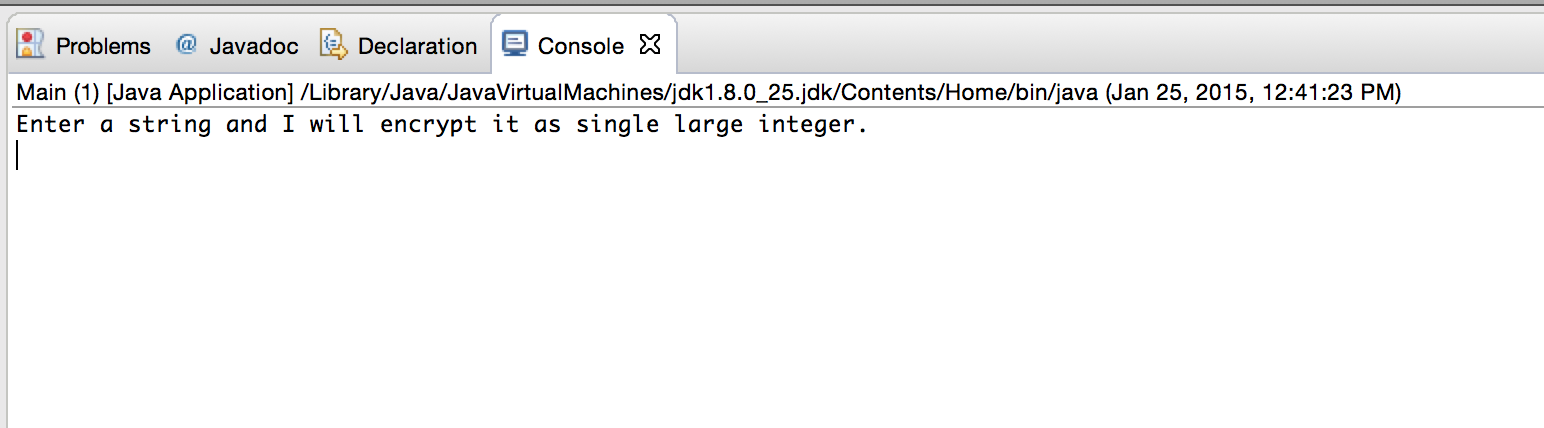 Problems @ Javadoc Declaration Console
Main (1) [Java Application] /Library/Java/JavaVirtualMachines/jdk1.8.0_25.jdk/Contents/Home/bin/java (Jan 25, 2015, 12:41:23 PM)
Enter a string and I will encrypt it as single large integer.